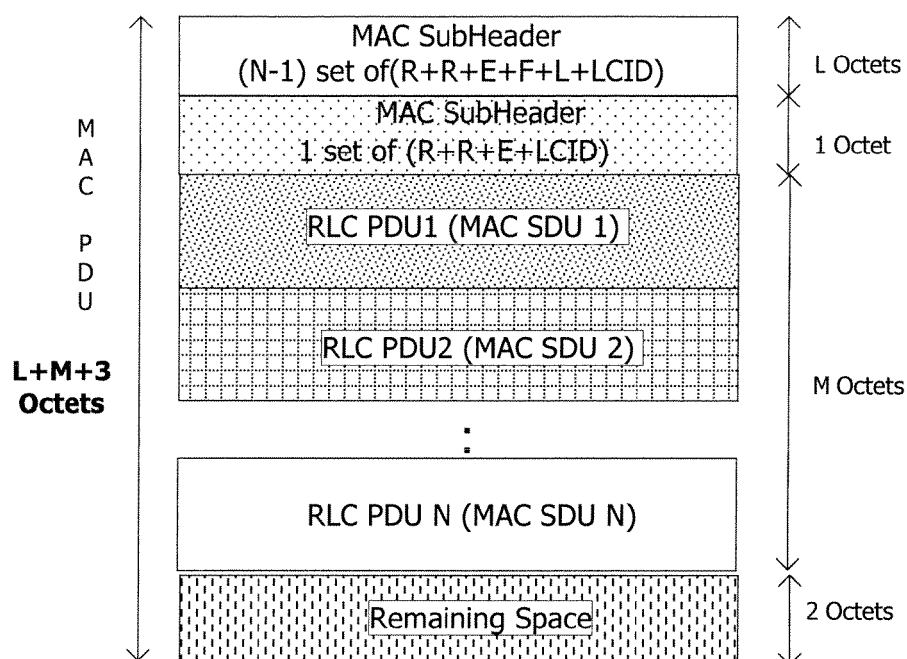 MAC SubHeader
(N-1) set of(R+R+E+F+L+LCID)
L Octets
MAC SubHeader
1 set of (R+R+E+LCID)
1 Octet
M
A
C
P
D
U
RLC PDU1 (MAC SDU 1)
RLC PDU2 (MAC SDU 2)
L+M+3
Octets
M Octets
:
RLC PDU N (MAC SDU N)
Remaining Space
2 Octets